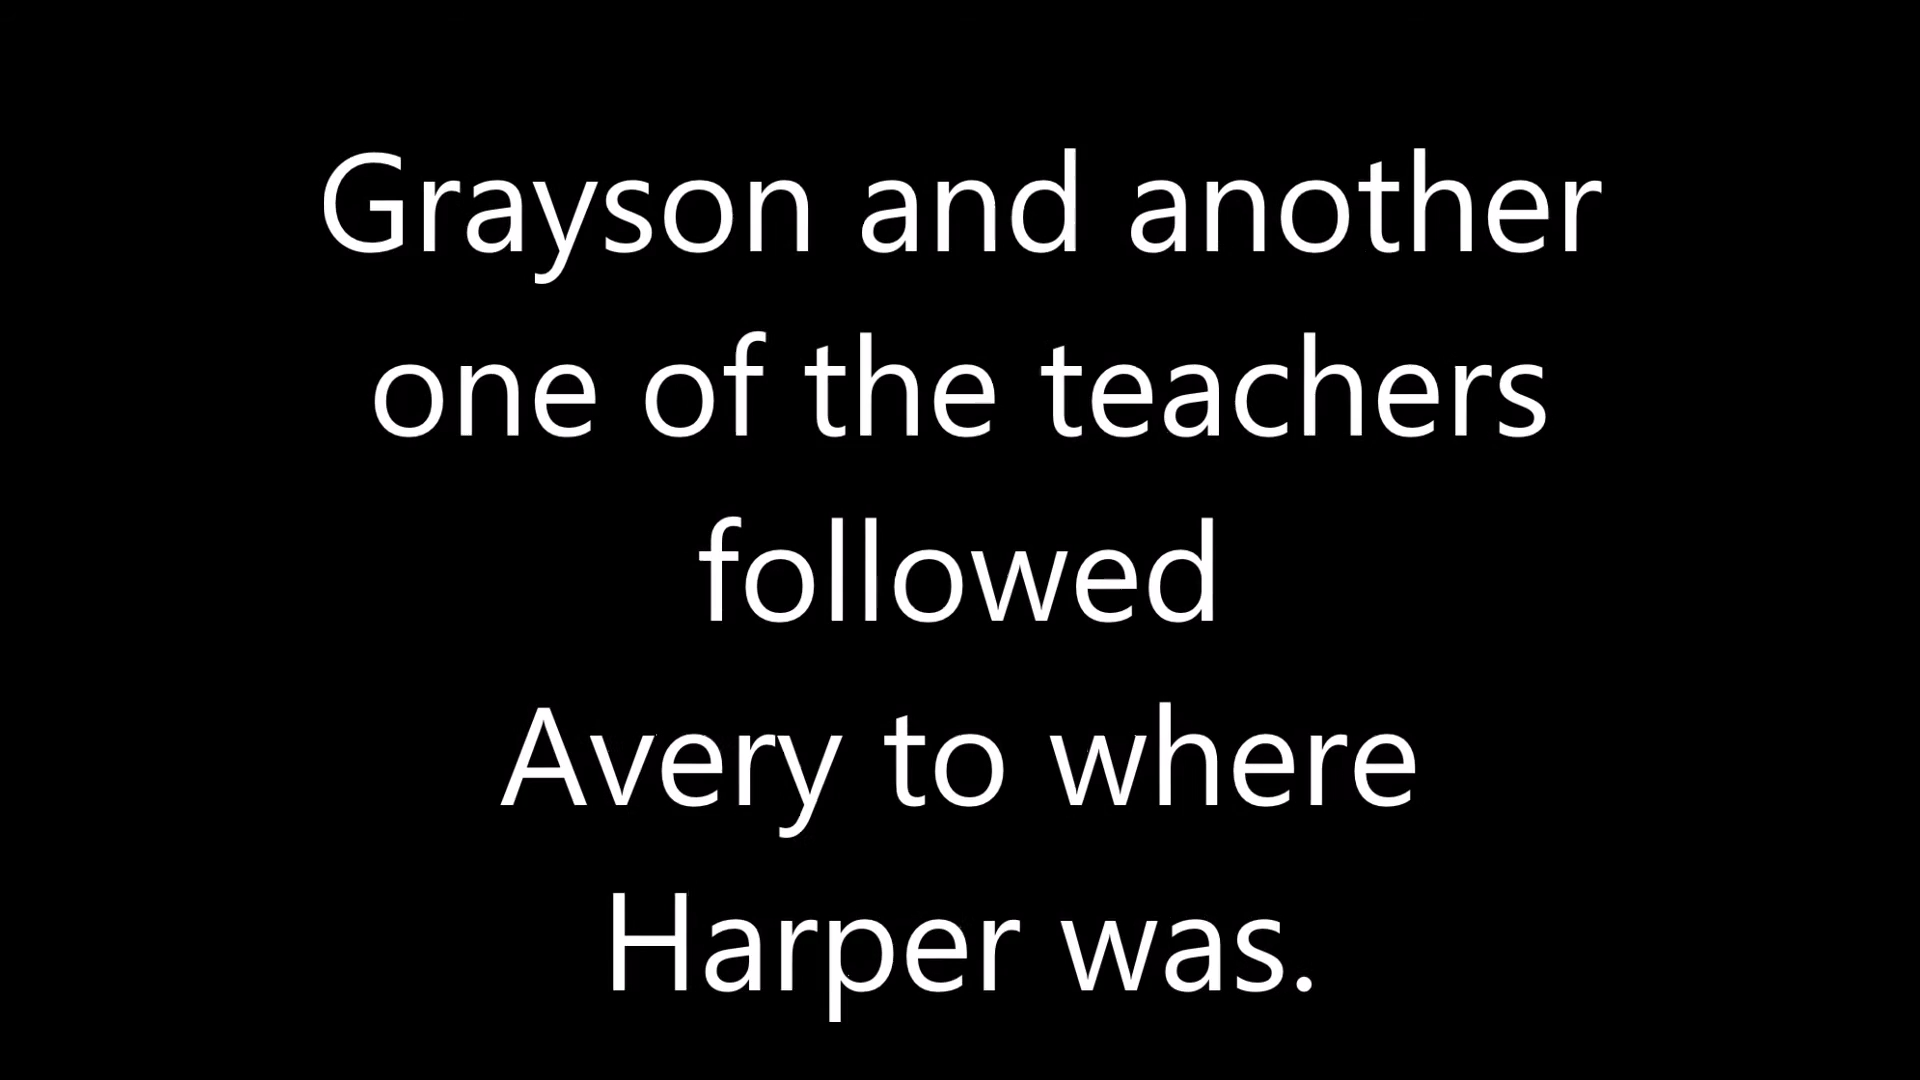 Grayson and another
one of the teachers
followed
Avery to where
Harper was.